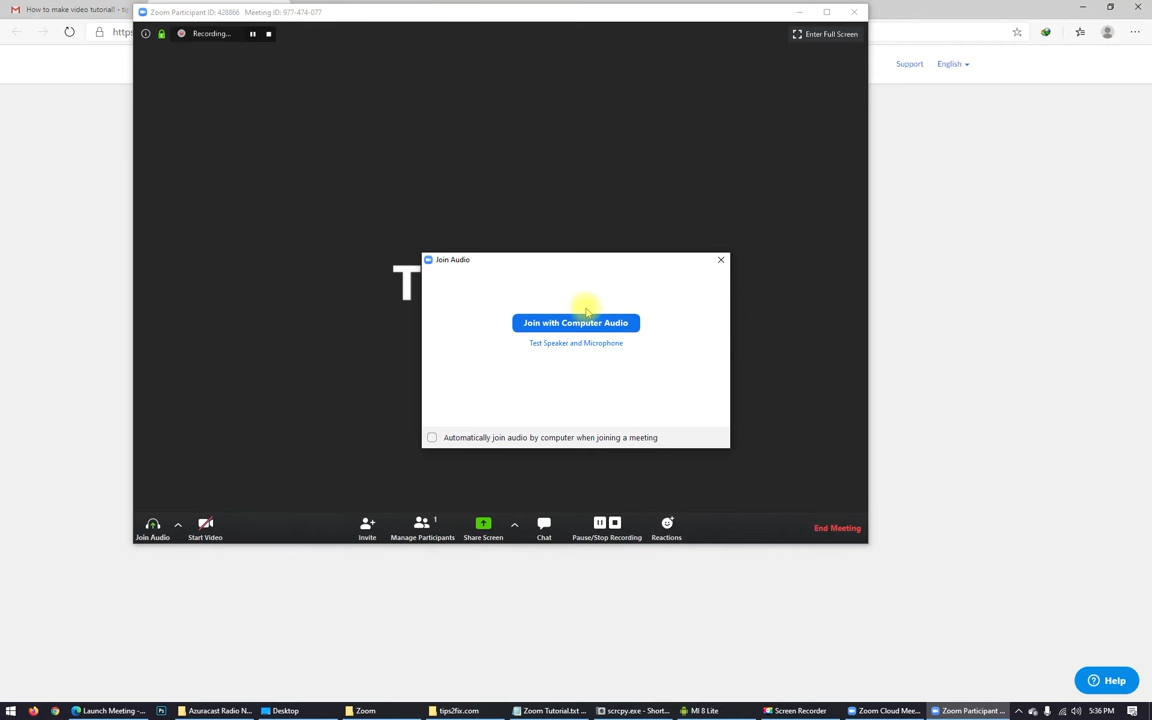 How to make video tutorial! - ti
Zoom Participant ID: 428866 Meeting ID: 977-474-077
https
Recording...
Enter Full Screen
Support
English
T
Join Audio
Join with Computer Audio
Test Speaker and Microphone
Automatically join audio by computer when joining a meeting
Join Audio
Start Video
Invite
1
Manage Participants
Share Screen
Chat
Pause/Stop Recording
Reactions
End Meeting
Help
Launch Meeting -...
Azuracast Radio N...
Desktop
Zoom
tips2fix.com
Zoom Tutorial.txt ...
scrcpy.exe - Short...
MI 8 Lite
Screen Recorder
Zoom Cloud Mee...
Zoom Participant ...
5:36 PM